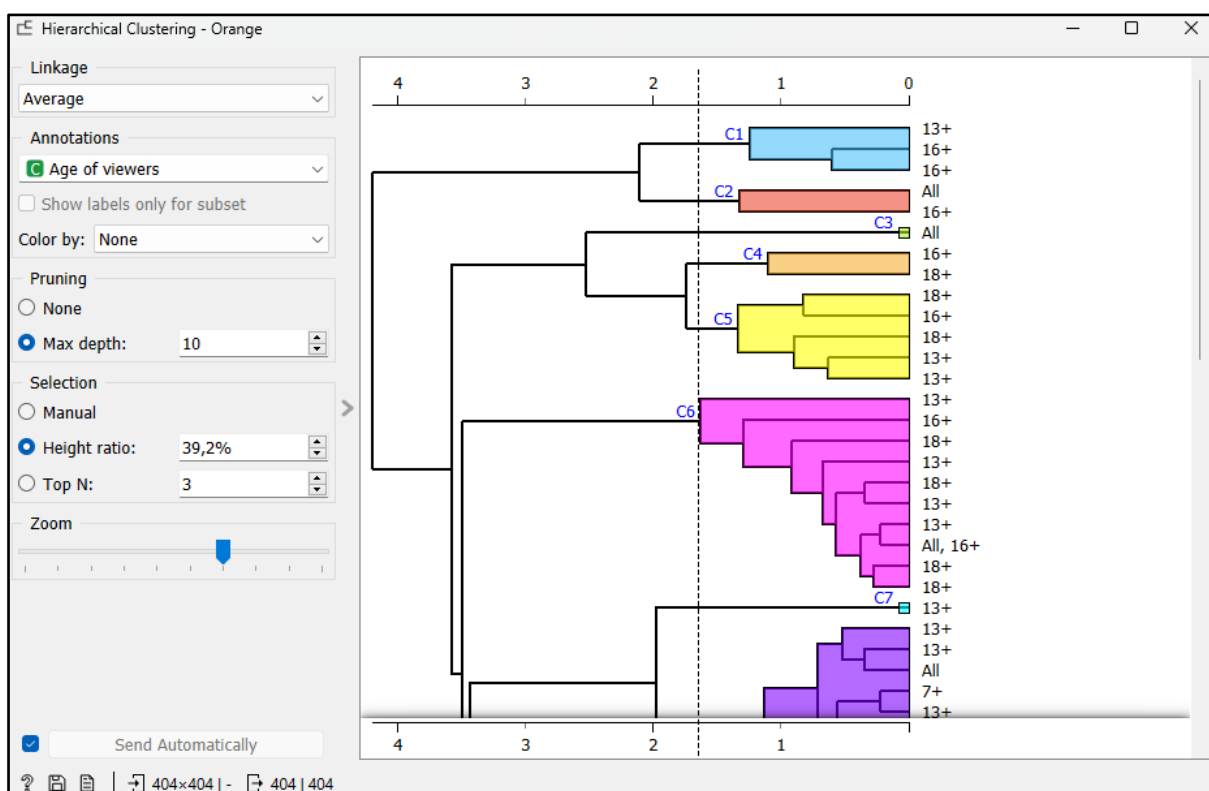 Hierarchical Clustering - Orange
Linkage
Average
Annotations
C Age of viewers
Show labels only for subset
Color by: None
Pruning
None
Max depth: 10
Selection
Manual
Height ratio: 39,2%
Top N: 3
Zoom
Send Automatically
? 404×404 | - 404 | 404
4 3 2 1 0
C1 13+
16+
16+
C2 All
16+
C3 All
C4 16+
18+
18+
16+
C5 18+
13+
13+
13+
C6 16+
18+
13+
18+
13+
13+
All, 16+
18+
18+
C7 13+
13+
13+
All
7+
13+
4 3 2 1